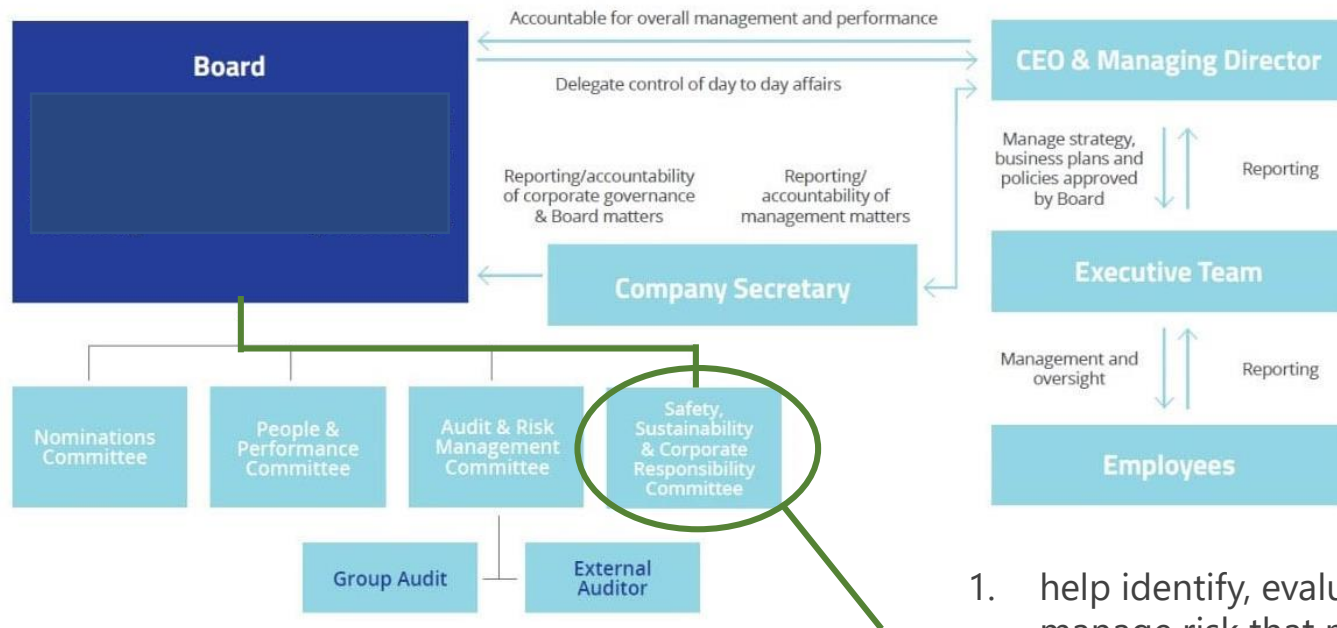 Accountable for overall management and performance
Board
CEO & Managing Director
Delegate control of day to day affairs
Manage strategy,
business plans and
policies approved
by Board
Reporting
Reporting/accountability
of corporate governance
& Board matters
Reporting/
accountability of
management matters
Company Secretary
Executive Team
Management and
oversight
Reporting
Nominations
Committee
People &
Performance
Committee
Audit & Risk
Management
Committee
Safety,
Sustainability
& Corporate
Responsibility
Committee
Employees
Group Audit
External
Auditor
1. help identify,
manage risk that